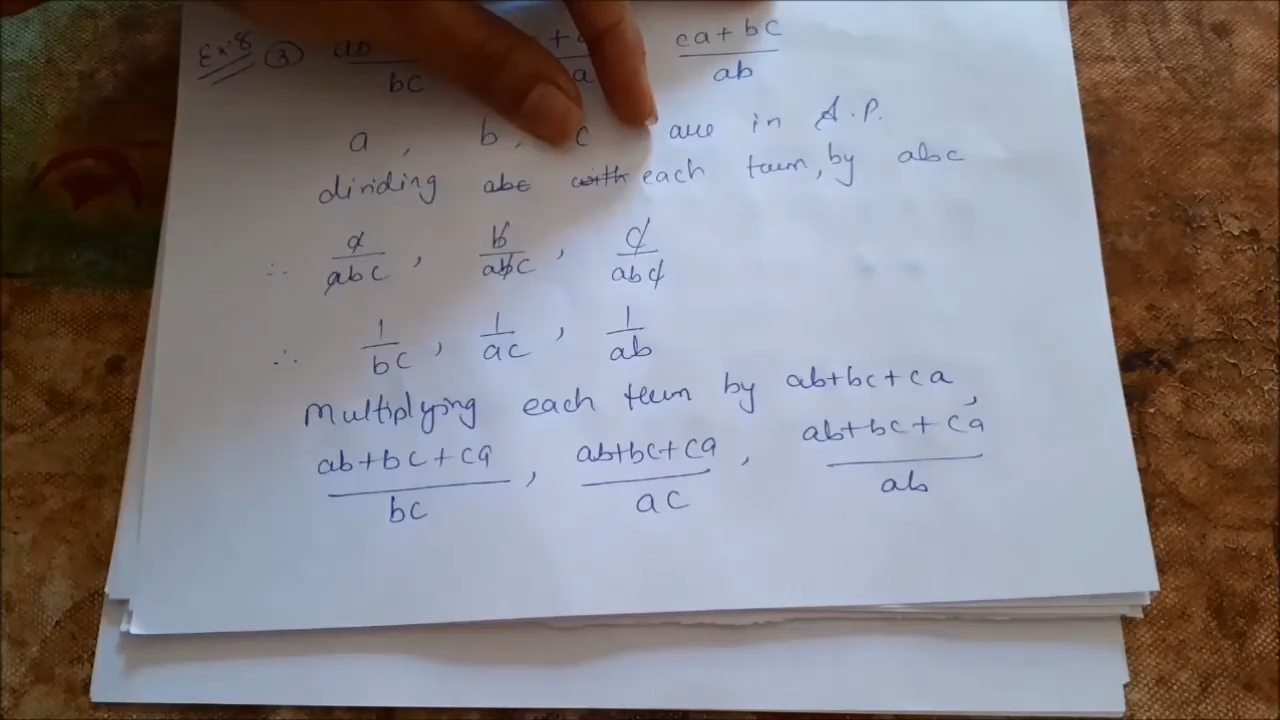 Ex.8 ③ ab / bc , + / a , ca + bc / ab
a , b , c are in A.P.
dividing abc with each term, by abc
∴ a/abc , b/abc , c/abc
∴ 1/bc , 1/ac , 1/ab
Multiplying each term by ab+bc+ca ,
ab+bc+ca / bc , ab+bc+ca / ac , ab+bc+ca / ab